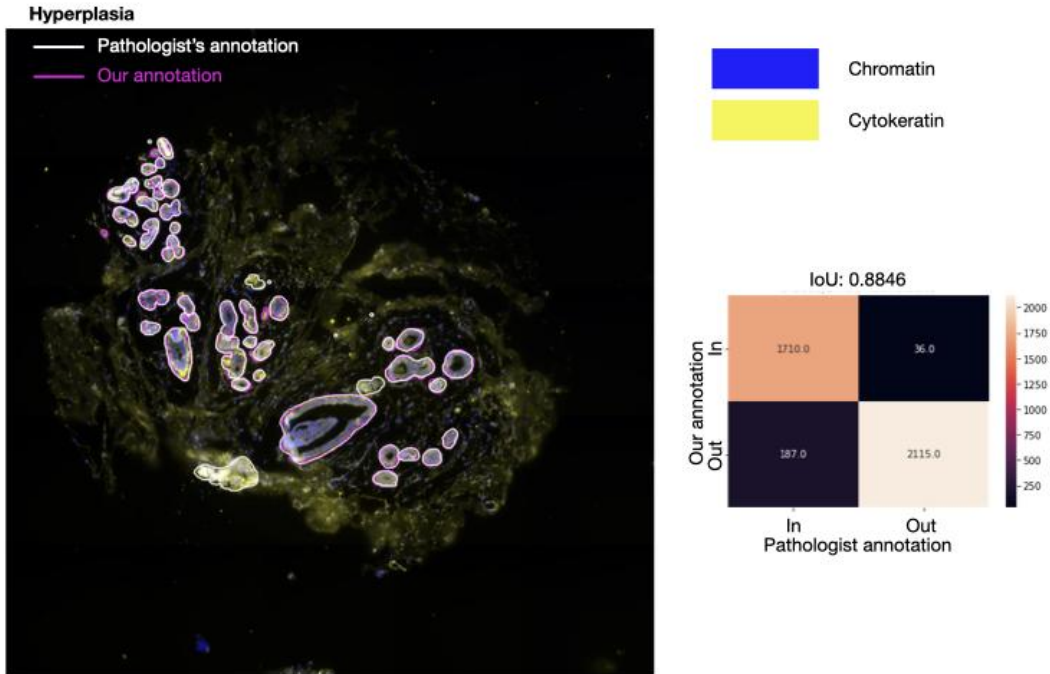 Hyperplasia
Pathologist's annotation
Our annotation
Chromatin
Cytokeratin
IoU: 0.8846
Our annotation
In
Out
1710.0
36.0
187.0
2115.0
2000
1750
1500
1250
1000
750
500
250
In
Out
Pathologist annotation